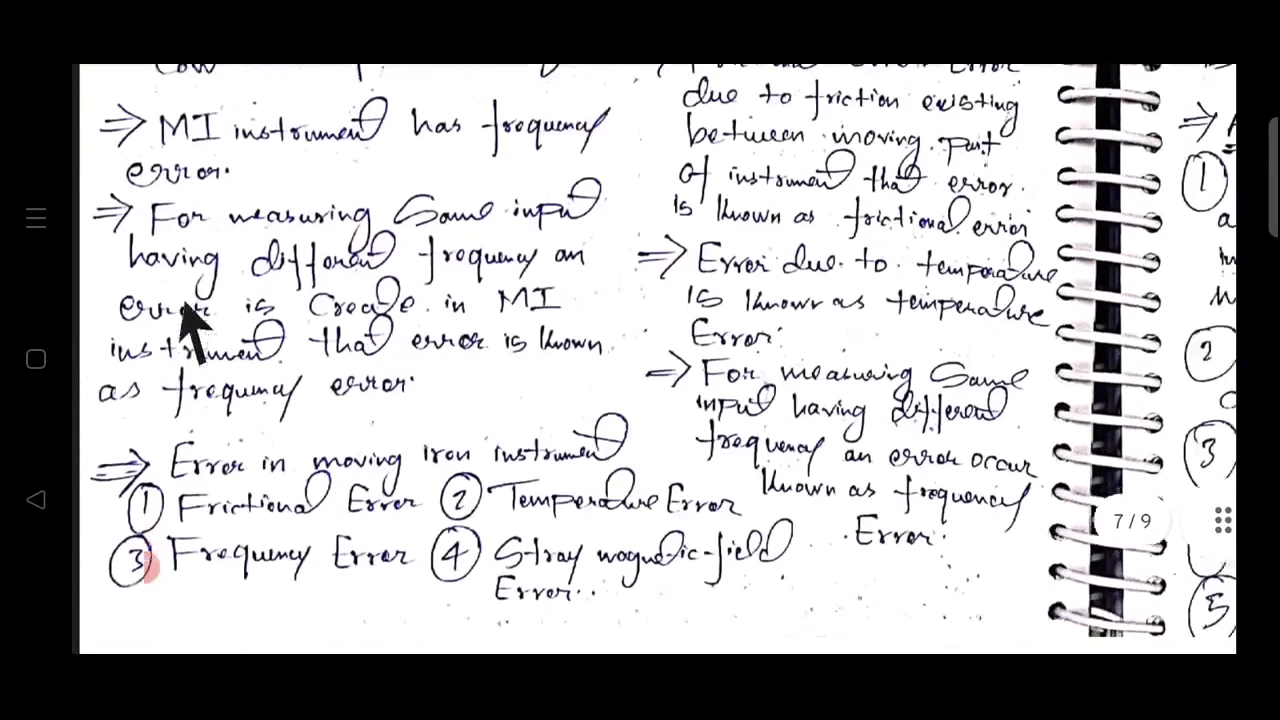 ⇒ MI instrument has frequency
error.
⇒ For measuring Same input
having different frequency an
error is Create in MI
instrument that error is known
as frequency error.
⇒ Error in moving iron instrument
① Frictional Error ② Temperature Error
③ Frequency Error ④ Stray magnetic-field
Error..
due to friction existing
between moving part
of instrument that error
is known as frictional error
⇒ Error due to temperature
is known as temperature
Error.
⇒ For measuring Same
input having different
frequency an error occur
known as frequency
Error.
7/9
⇒
①
a
②
③
⑤